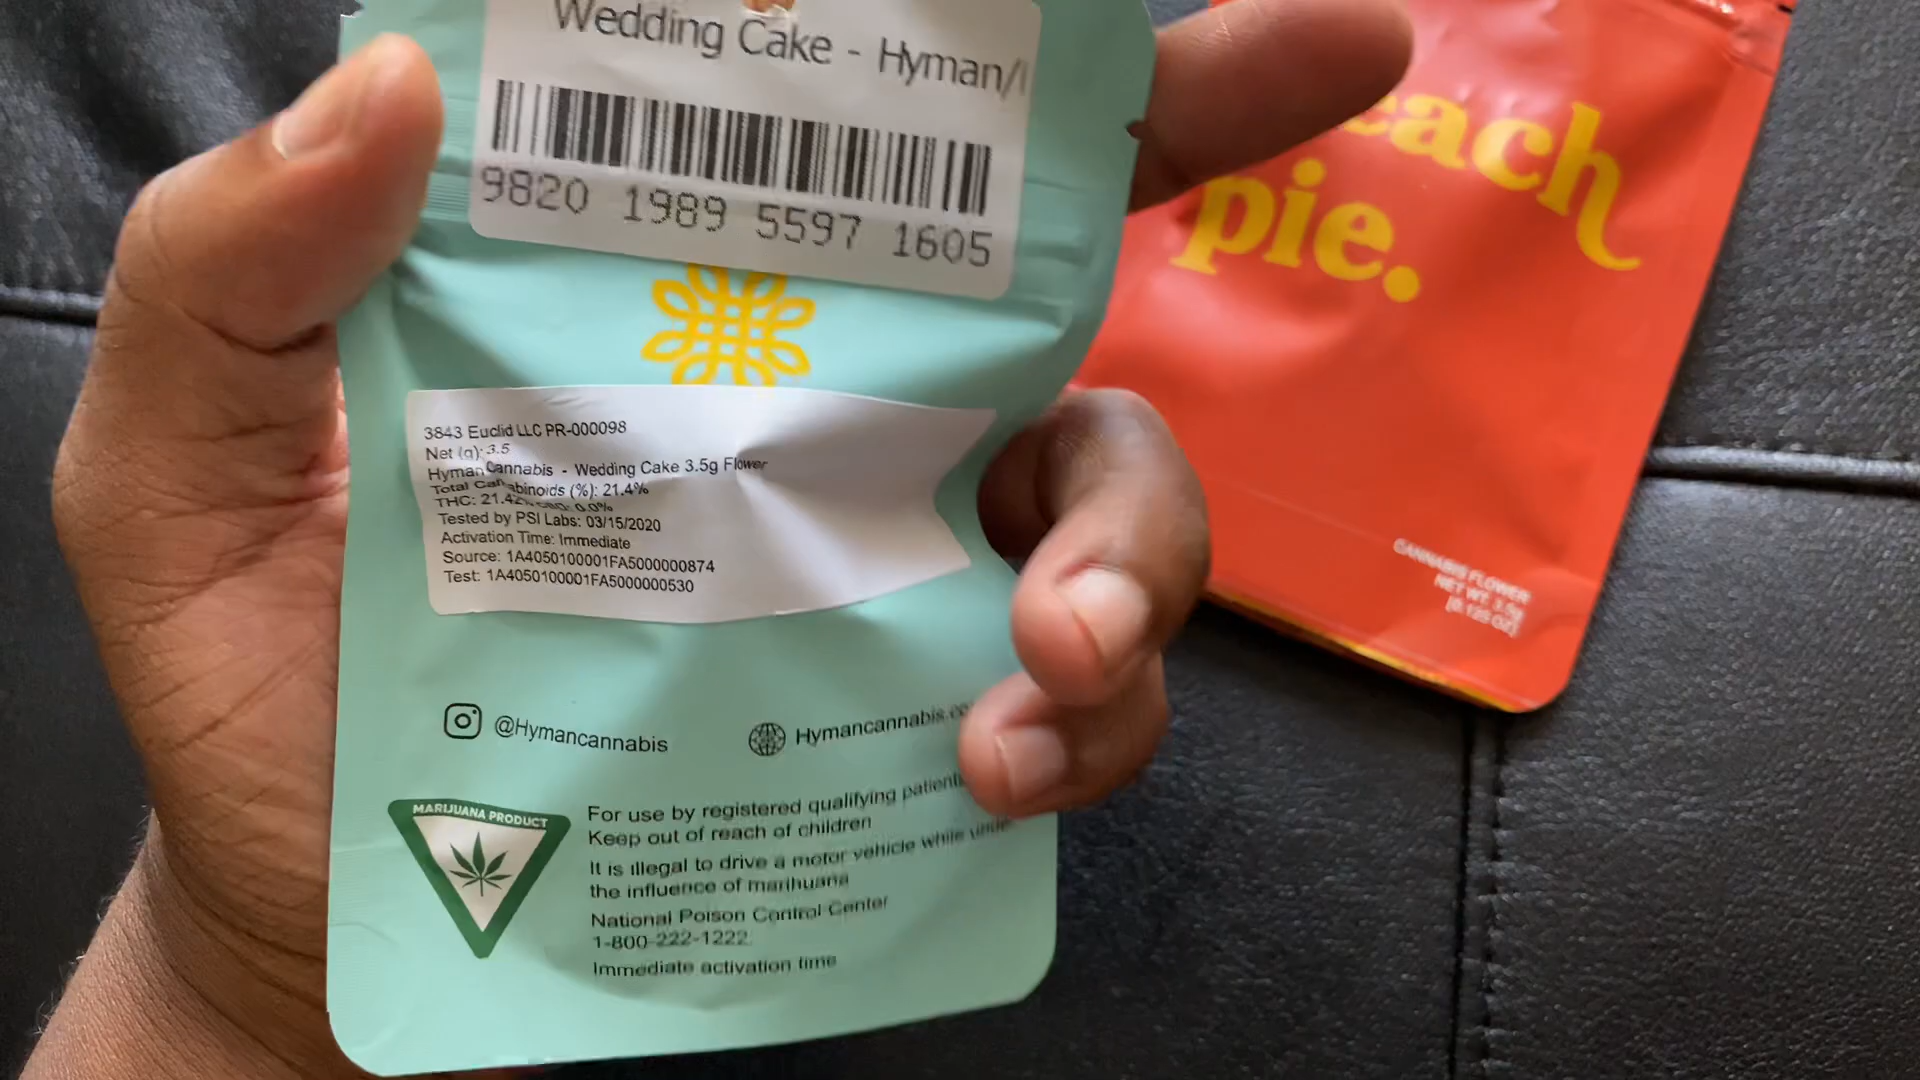 Wedding Cake - Hyman/
9820 1989 5597 1605
3843 Euclid LLC PR-000098
Net (g): 3.5
Hyman Cannabis - Wedding Cake 3.5g Flower
Total Cannabinoids (%): 21.4%
THC: 21.42% CBD: 0.0%
Tested by PSI Labs: 03/15/2020
Activation Time: Immediate
Source: 1A4050100001FA5000000874
Test: 1A4050100001FA5000000530
@Hymancannabis
Hymancannabis.co
MARIJUANA PRODUCT
For use by registered qualifying patients
Keep out of reach of children
It is illegal to drive a motor vehicle while under
the influence of marihuana
National Poison Control Center
1-800-222-1222
Immediate activation time
each
pie.
CANNABIS FLOWER
NET WT. 3.5g
[0.125 OZ]